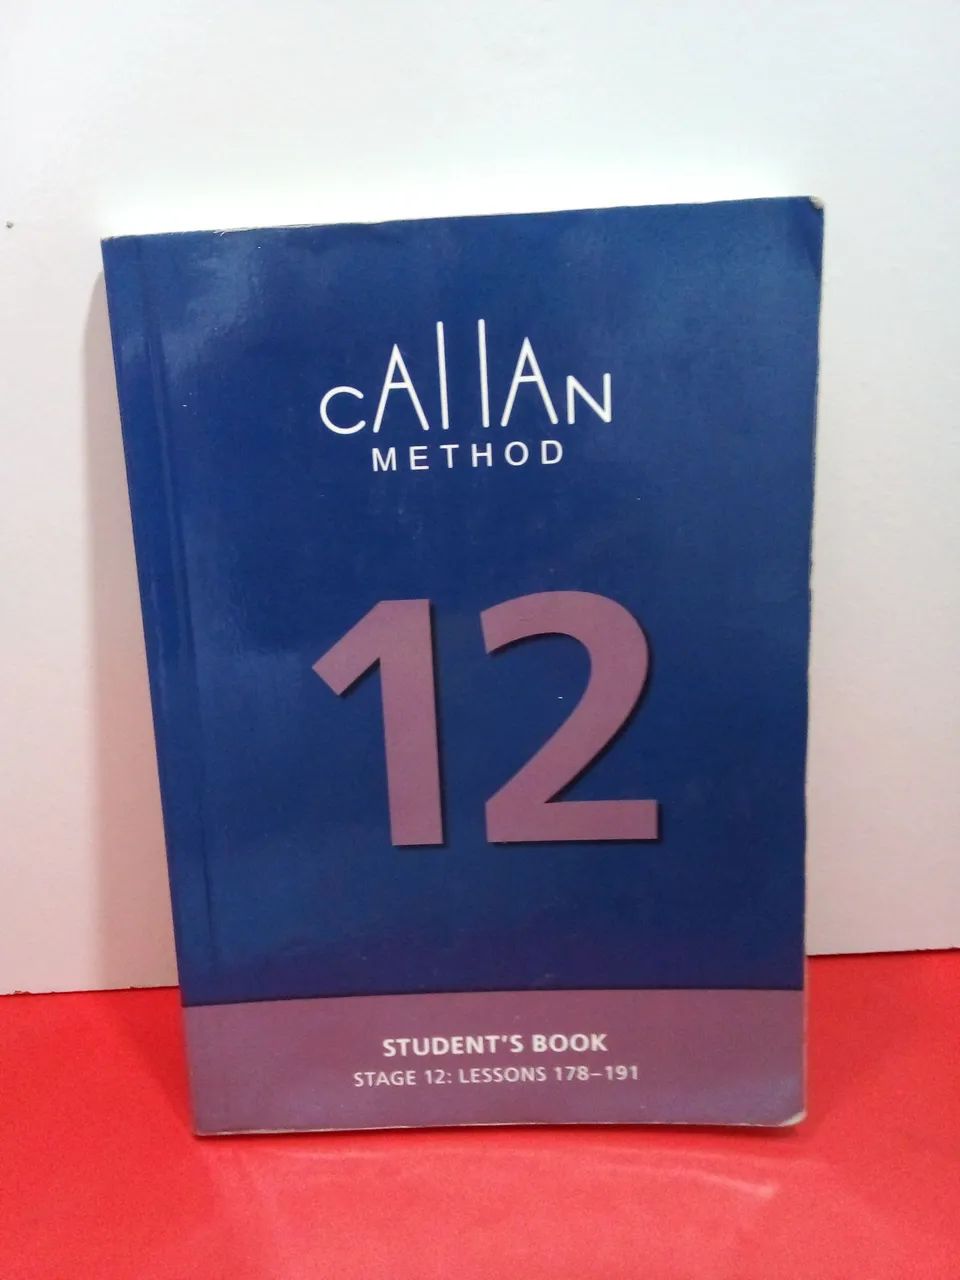 CAllAN
METHOD
12
STUDENT'S BOOK
STAGE 12: LESSONS 178–191